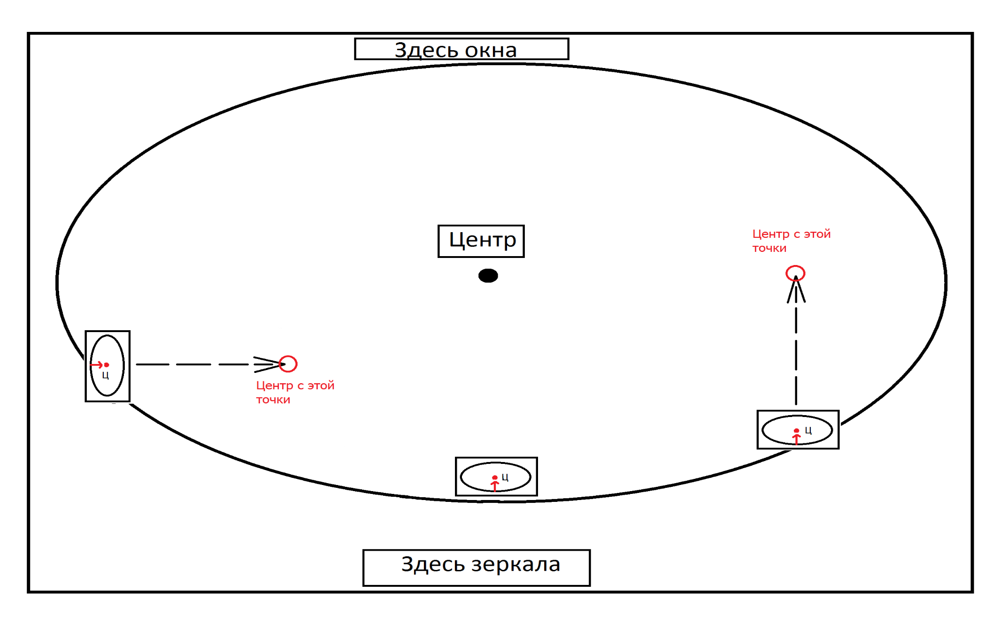 Здесь окна
Центр
Центр с этой
точки
ц
Центр с этой
точки
ц
ц
Здесь зеркала